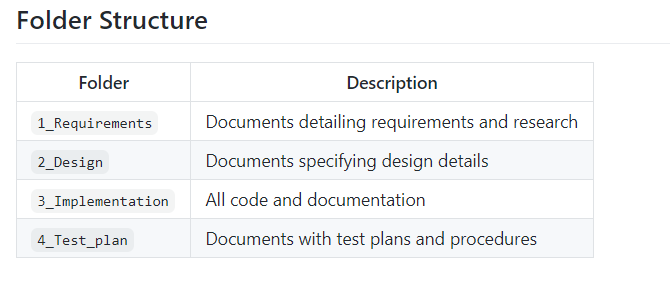 Folder Structure
Folder Description
1_Requirements Documents detailing requirements and research
2_Design Documents specifying design details
3_Implementation All code and documentation
4_Test_plan Documents with test plans and procedures